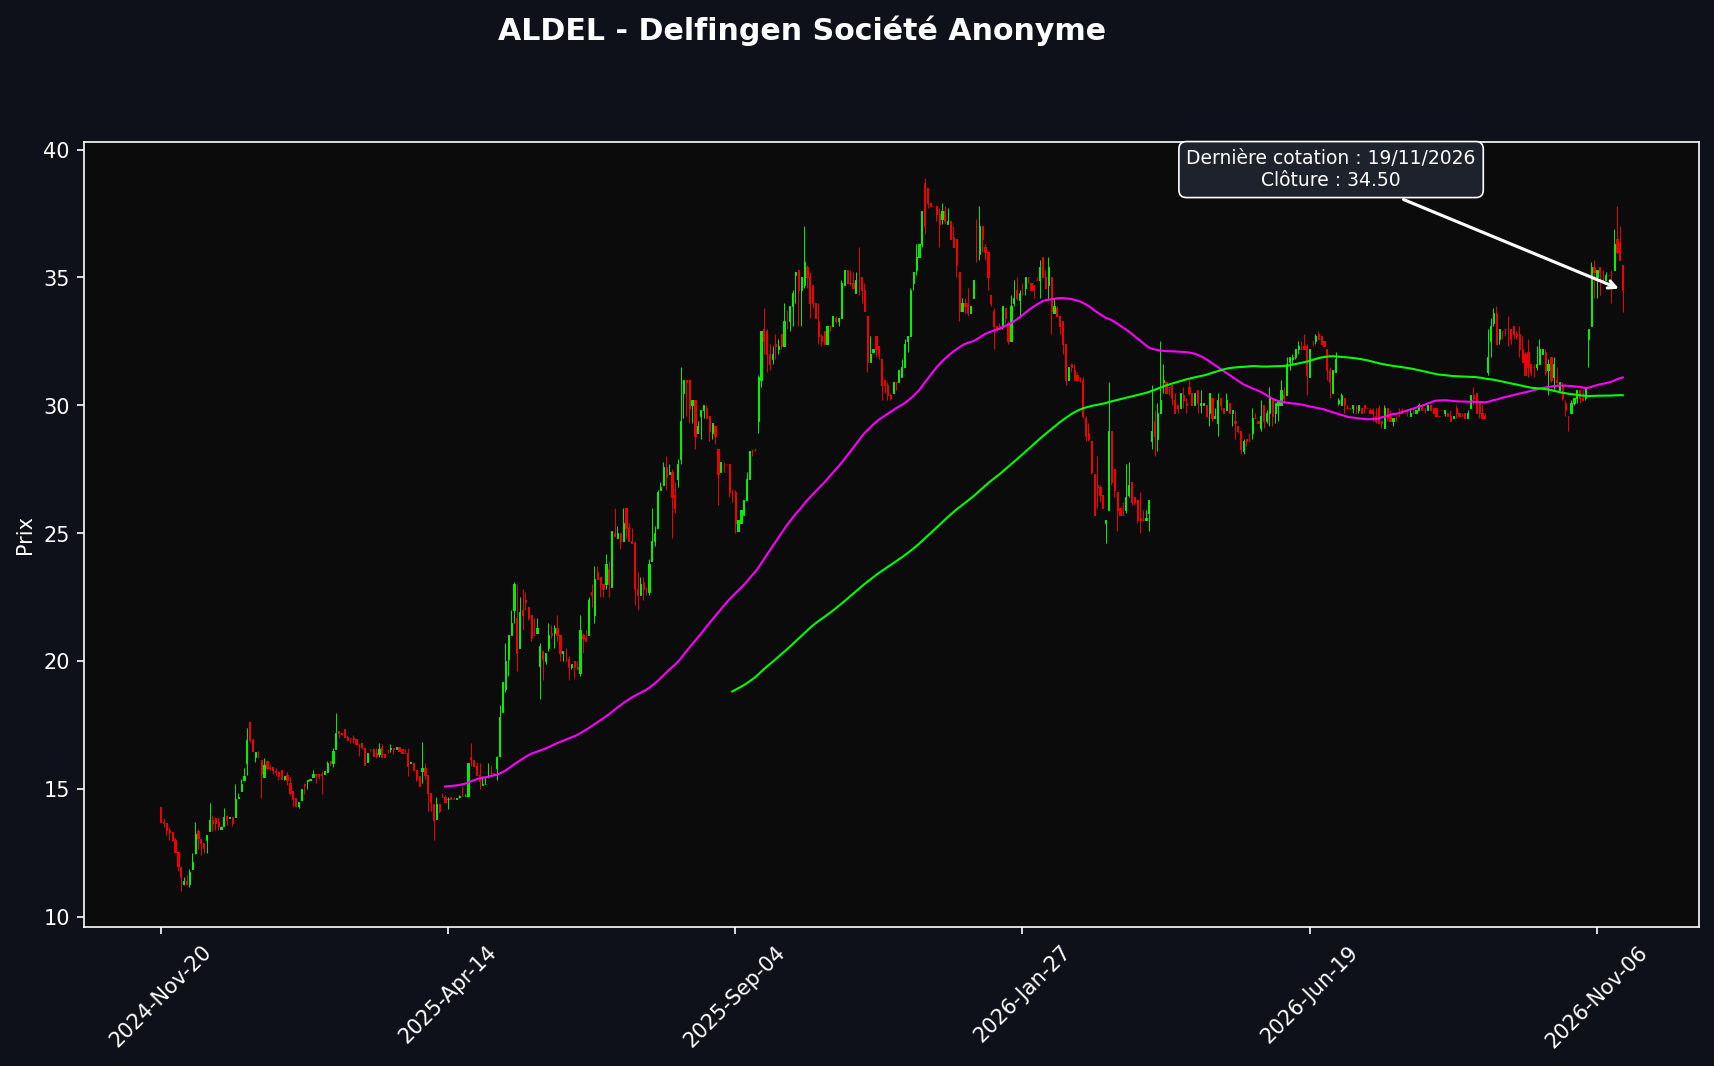 ALDEL - Delfingen Société Anonyme
Dernière cotation : 19/11/2026
Clôture : 34.50
Prix
40
35
30
25
20
15
10
2024-Nov-20
2025-Apr-14
2025-Sep-04
2026-Jan-27
2026-Jun-19
2026-Nov-06